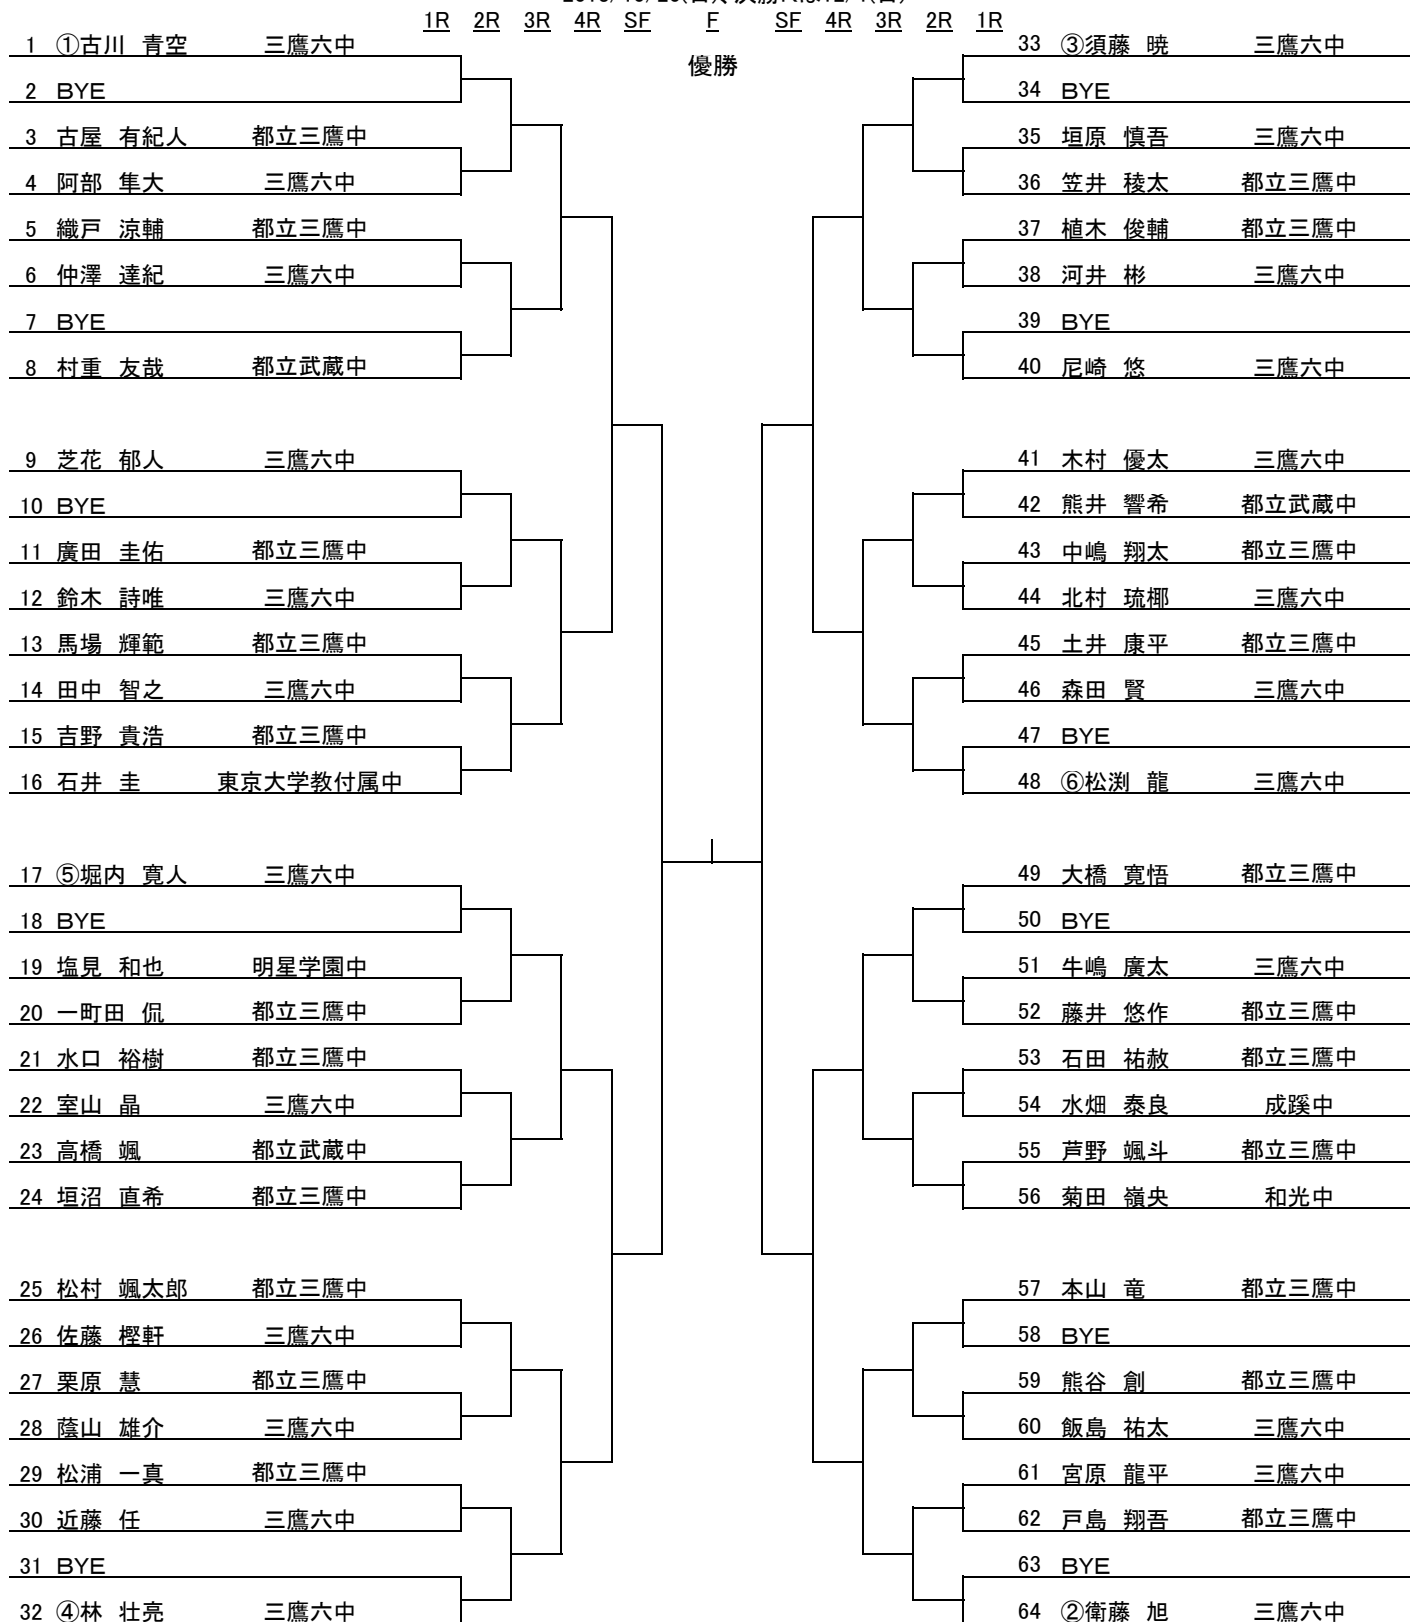 1R 2R 3R 4R SF F SF 4R 3R 2R 1R
優勝
1 ①古川 青空 三鷹六中
2 BYE
3 古屋 有紀人 都立三鷹中
4 阿部 隼大 三鷹六中
5 織戸 涼輔 都立三鷹中
6 仲澤 達紀 三鷹六中
7 BYE
8 村重 友哉 都立武蔵中
9 芝花 郁人 三鷹六中
10 BYE
11 廣田 圭佑 都立三鷹中
12 鈴木 詩唯 三鷹六中
13 馬場 輝範 都立三鷹中
14 田中 智之 三鷹六中
15 吉野 貴浩 都立三鷹中
16 石井 圭 東京大学教付属中
17 ⑤堀内 寛人 三鷹六中
18 BYE
19 塩見 和也 明星学園中
20 一町田 侃 都立三鷹中
21 水口 裕樹 都立三鷹中
22 室山 晶 三鷹六中
23 高橋 颯 都立武蔵中
24 垣沼 直希 都立三鷹中
25 松村 颯太郎 都立三鷹中
26 佐藤 樫軒 三鷹六中
27 栗原 慧 都立三鷹中
28 蔭山 雄介 三鷹六中
29 松浦 一真 都立三鷹中
30 近藤 任 三鷹六中
31 BYE
32 ④林 壮亮 三鷹六中
33 ③須藤 暁 三鷹六中
34 BYE
35 垣原 慎吾 三鷹六中
36 笠井 稜太 都立三鷹中
37 植木 俊輔 都立三鷹中
38 河井 彬 三鷹六中
39 BYE
40 尼崎 悠 三鷹六中
41 木村 優太 三鷹六中
42 熊井 響希 都立武蔵中
43 中嶋 翔太 都立三鷹中
44 北村 琉椰 三鷹六中
45 土井 康平 都立三鷹中
46 森田 賢 三鷹六中
47 BYE
48 ⑥松渕 龍 三鷹六中
49 大橋 寛悟 都立三鷹中
50 BYE
51 牛嶋 廣太 三鷹六中
52 藤井 悠作 都立三鷹中
53 石田 祐赦 都立三鷹中
54 水畑 泰良 成蹊中
55 芦野 颯斗 都立三鷹中
56 菊田 嶺央 和光中
57 本山 竜 都立三鷹中
58 BYE
59 熊谷 創 都立三鷹中
60 飯島 祐太 三鷹六中
61 宮原 龍平 三鷹六中
62 戸島 翔吾 都立三鷹中
63 BYE
64 ②衛藤 旭 三鷹六中